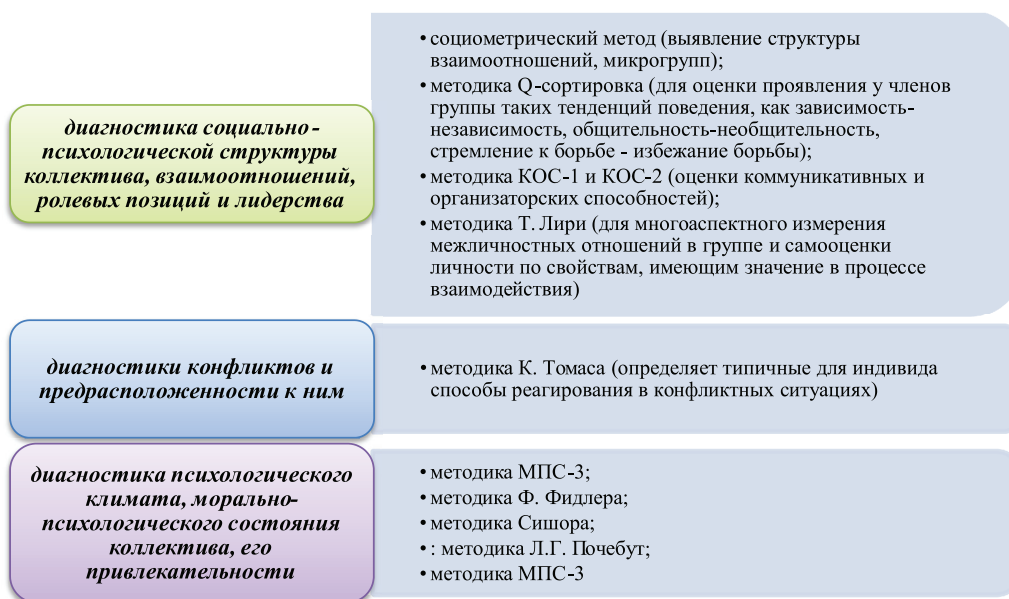 диагностика социально-
психологической структуры
коллектива, взаимоотношений,
ролевых позиций и лидерства
• социометрический метод (выявление структуры
взаимоотношений, микрогрупп);
• методика Q-сортировка (для оценки проявления у членов
группы таких тенденций поведения, как зависимость-
независимость, общительность-необщительность,
стремление к борьбе - избежание борьбы);
• методика КОС-1 и КОС-2 (оценки коммуникативных и
организаторских способностей);
• методика Т. Лири (для многоаспектного измерения
межличностных отношений в группе и самооценки
личности по свойствам, имеющим значение в процессе
взаимодействия)
диагностики конфликтов и
предрасположенности к ним
• методика К. Томаса (определяет типичные для индивида
способы реагирования в конфликтных ситуациях)
диагностика психологического
климата, морально-
психологического состояния
коллектива, его
привлекательности
• методика МПС-3;
• методика Ф. Фидлера;
• методика Сишора;
• : методика Л.Г. Почебут;
• методика МПС-3